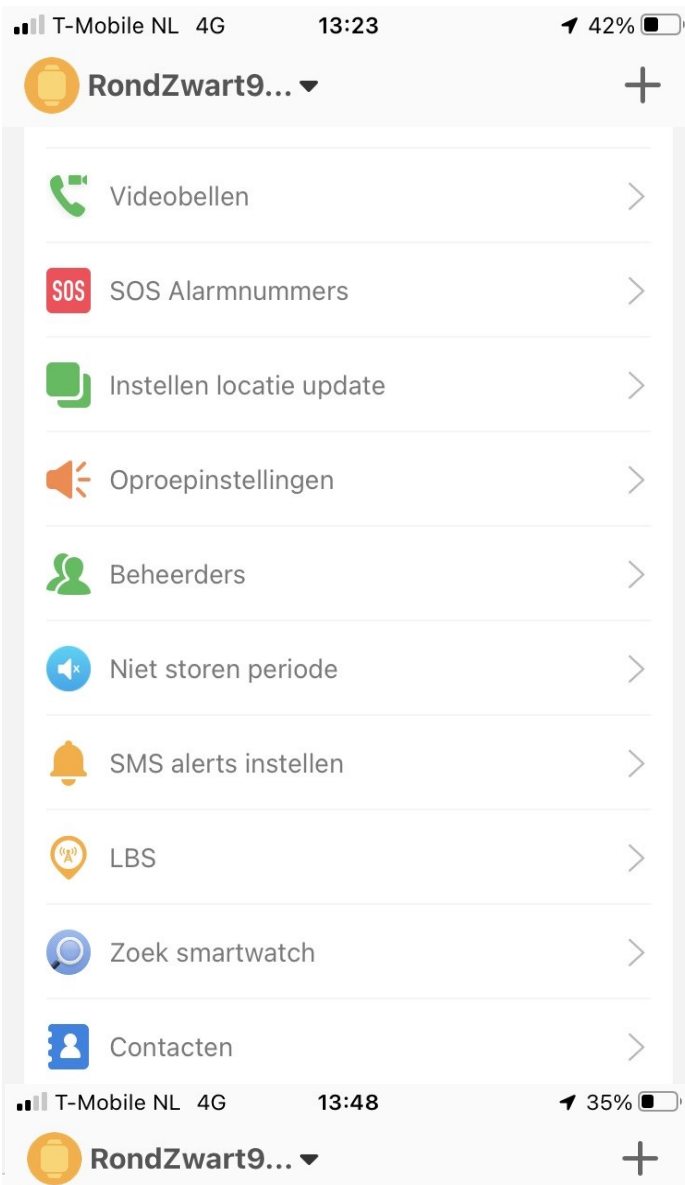 T-Mobile NL 4G 13:23 42%
RondZwart9...
Videobellen
SOS SOS Alarmnummers
Instellen locatie update
Oproepinstellingen
Beheerders
Niet storen periode
SMS alerts instellen
LBS
Zoek smartwatch
Contacten
T-Mobile NL 4G 13:48 35%
RondZwart9...